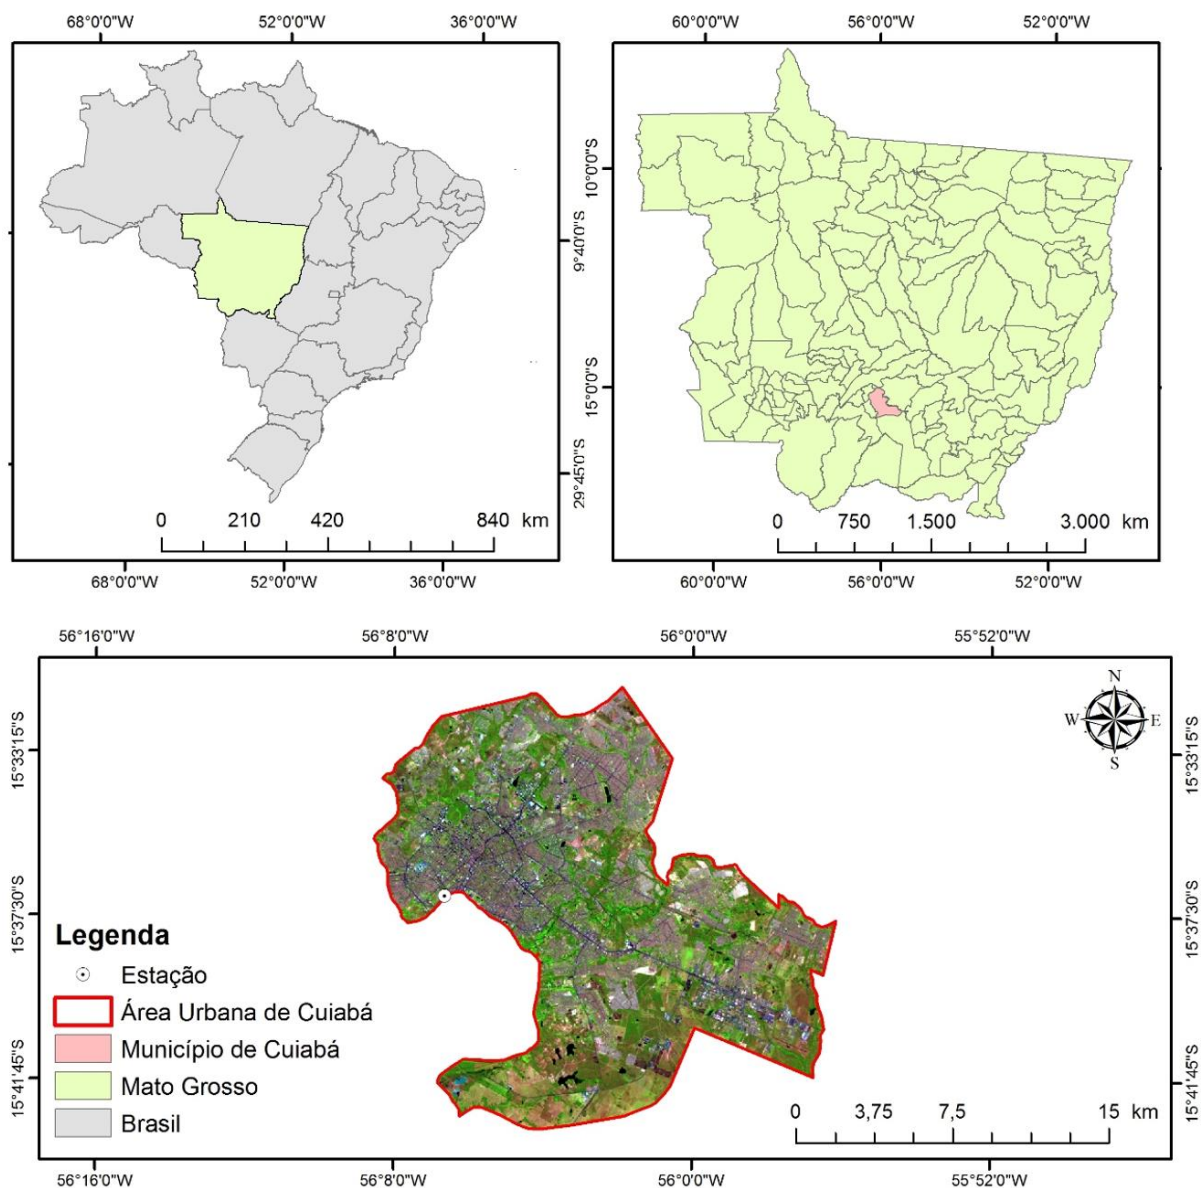 68°0'0"W 52°0'0"W 36°0'0"W
9°40'0"S
29°45'0"S
0 210 420 840 km
68°0'0"W 52°0'0"W 36°0'0"W
60°0'0"W 56°0'0"W 52°0'0"W
10°0'0"S
15°0'0"S
0 750 1.500 3.000 km
60°0'0"W 56°0'0"W 52°0'0"W
56°16'0"W 56°8'0"W 56°0'0"W 55°52'0"W
15°33'15"S
15°37'30"S
15°41'45"S
N
W E
S
15°33'15"S
15°37'30"S
15°41'45"S
Legenda
Estação
Área Urbana de Cuiabá
Município de Cuiabá
Mato Grosso
Brasil
0 3,75 7,5 15 km
56°16'0"W 56°8'0"W 56°0'0"W 55°52'0"W